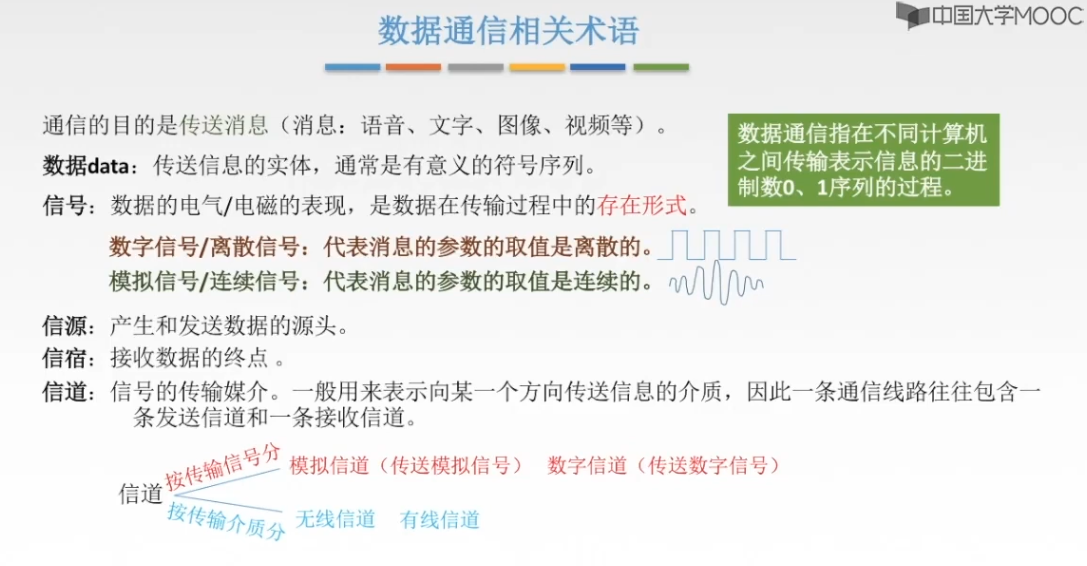 中国大学MOOC
数据通信相关术语
通信的目的是传送消息（消息：语音、文字、图像、视频等）。
数据data：传送信息的实体，通常是有意义的符号序列。
信号：数据的电气/电磁的表现，是数据在传输过程中的存在形式。
数据通信指在不同计算机
之间传输表示信息的二进
制数0、1序列的过程。
数字信号/离散信号：代表消息的参数的取值是离散的。
模拟信号/连续信号：代表消息的参数的取值是连续的。
信源：产生和发送数据的源头。
信宿：接收数据的终点 。
信道：信号的传输媒介。一般用来表示向某一个方向传送信息的介质，因此一条通信线路往往包含一
条发送信道和一条接收信道。
信道
按传输信号分
模拟信道（传送模拟信号） 数字信道（传送数字信号）
按传输介质分
无线信道 有线信道